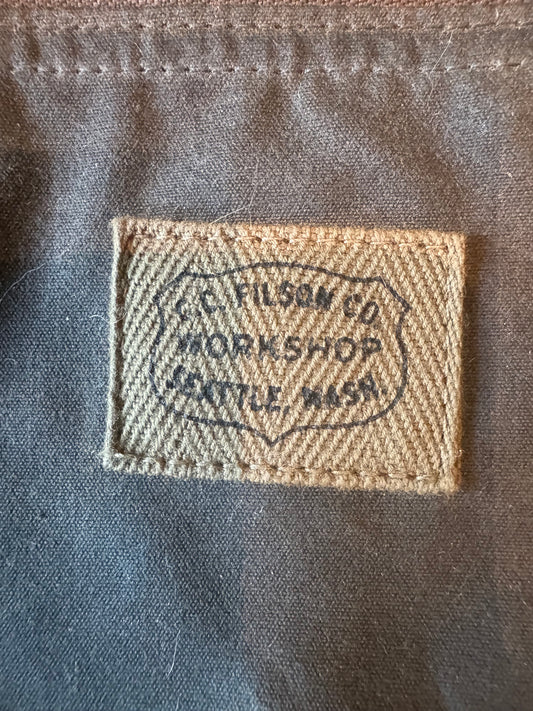 C.C. FILSON CO.
WORKSHOP
SEATTLE, WASH.